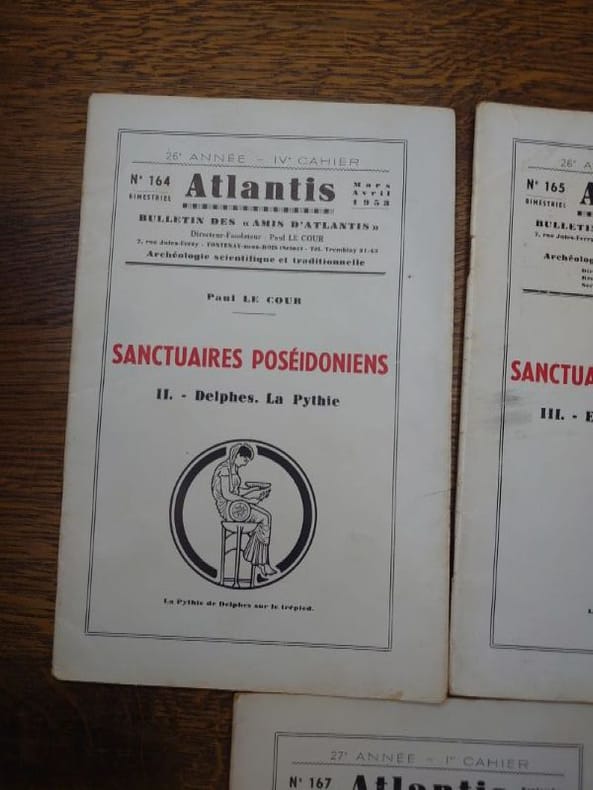 26e ANNÉE - IVe CAHIER
N° 164
BIMESTRIEL
Atlantis
Mars
Avril
1953
BULLETIN DES « AMIS D'ATLANTIS »
Directeur-Fondateur : Paul LE COUR
7, rue Jules-Ferry - FONTENAY-sous-BOIS (Seine) - Tél. Tremblay 31-43
Archéologie scientifique et traditionnelle
Paul LE COUR
SANCTUAIRES POSÉIDONIENS
II. - Delphes. La Pythie
La Pythie de Delphes sur le trépied.
26e A
N° 165
BIMESTRIEL
A
BULLETIN
7, rue Jules-Ferry
Archéolog
SANCTUA
III. - E
27e ANNÉE - Ier CAHIER
N° 167
Atlantis